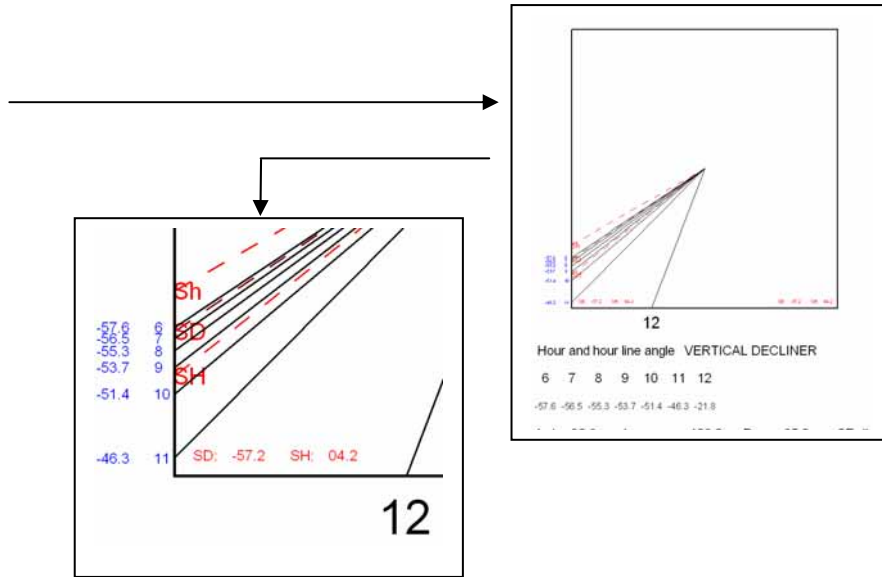 12
Hour and hour line angle VERTICAL DECLINER
6 7 8 9 10 11 12
-57.6 -56.5 -55.3 -53.7 -51.4 -46.3 -21.8
Sh
-57.6 6
SD
-56.5 7
-55.3 8
-53.7 9
SH
-51.4 10
-46.3 11
SD: -57.2 SH: 04.2
12